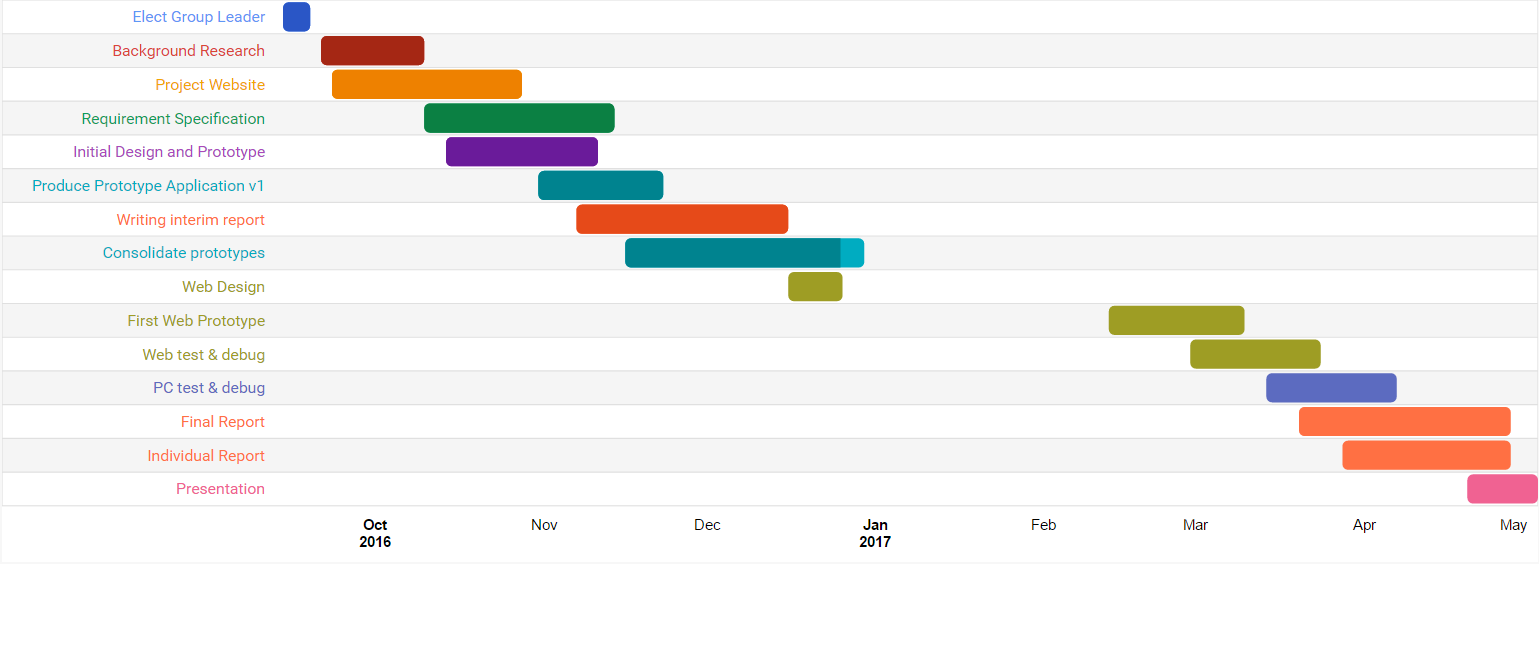 Elect Group Leader
Background Research
Project Website
Requirement Specification
Initial Design and Prototype
Produce Prototype Application v1
Writing interim report
Consolidate prototypes
Web Design
First Web Prototype
Web test & debug
PC test & debug
Final Report
Individual Report
Presentation
Oct Nov Dec Jan Feb Mar Apr May
2016 2017